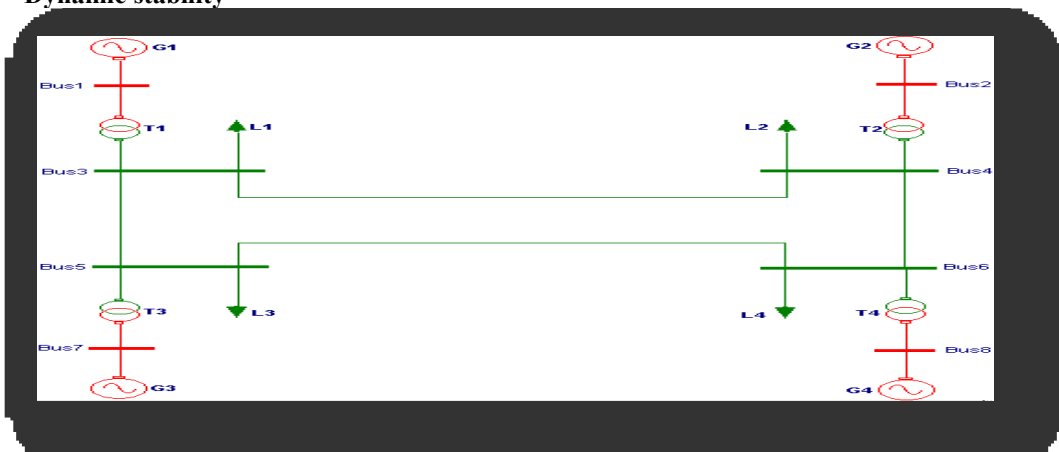 Dynamic stability
G1
G2
Bus1
Bus2
T1
L1
L2
T2
Bus3
Bus4
Bus5
Bus6
T3
L3
L4
T4
Bus7
Bus8
G3
G4